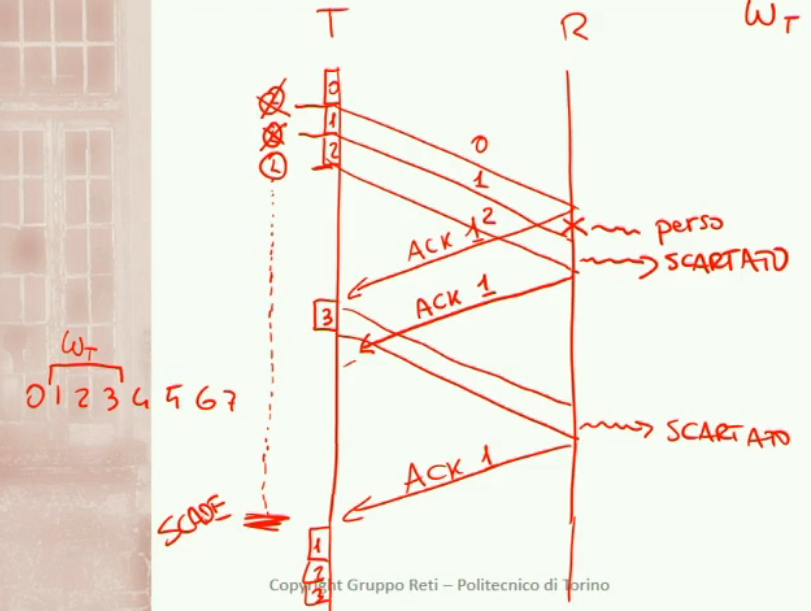 T
R
W_T
0
1
2
0
1
2
perso
ACK 1
SCARTATO
ACK 1
3
W_T
0 1 2 3 4 5 6 7
SCARTATO
ACK 1
SCADE
1
2
3
Copyright Gruppo Reti – Politecnico di Torino